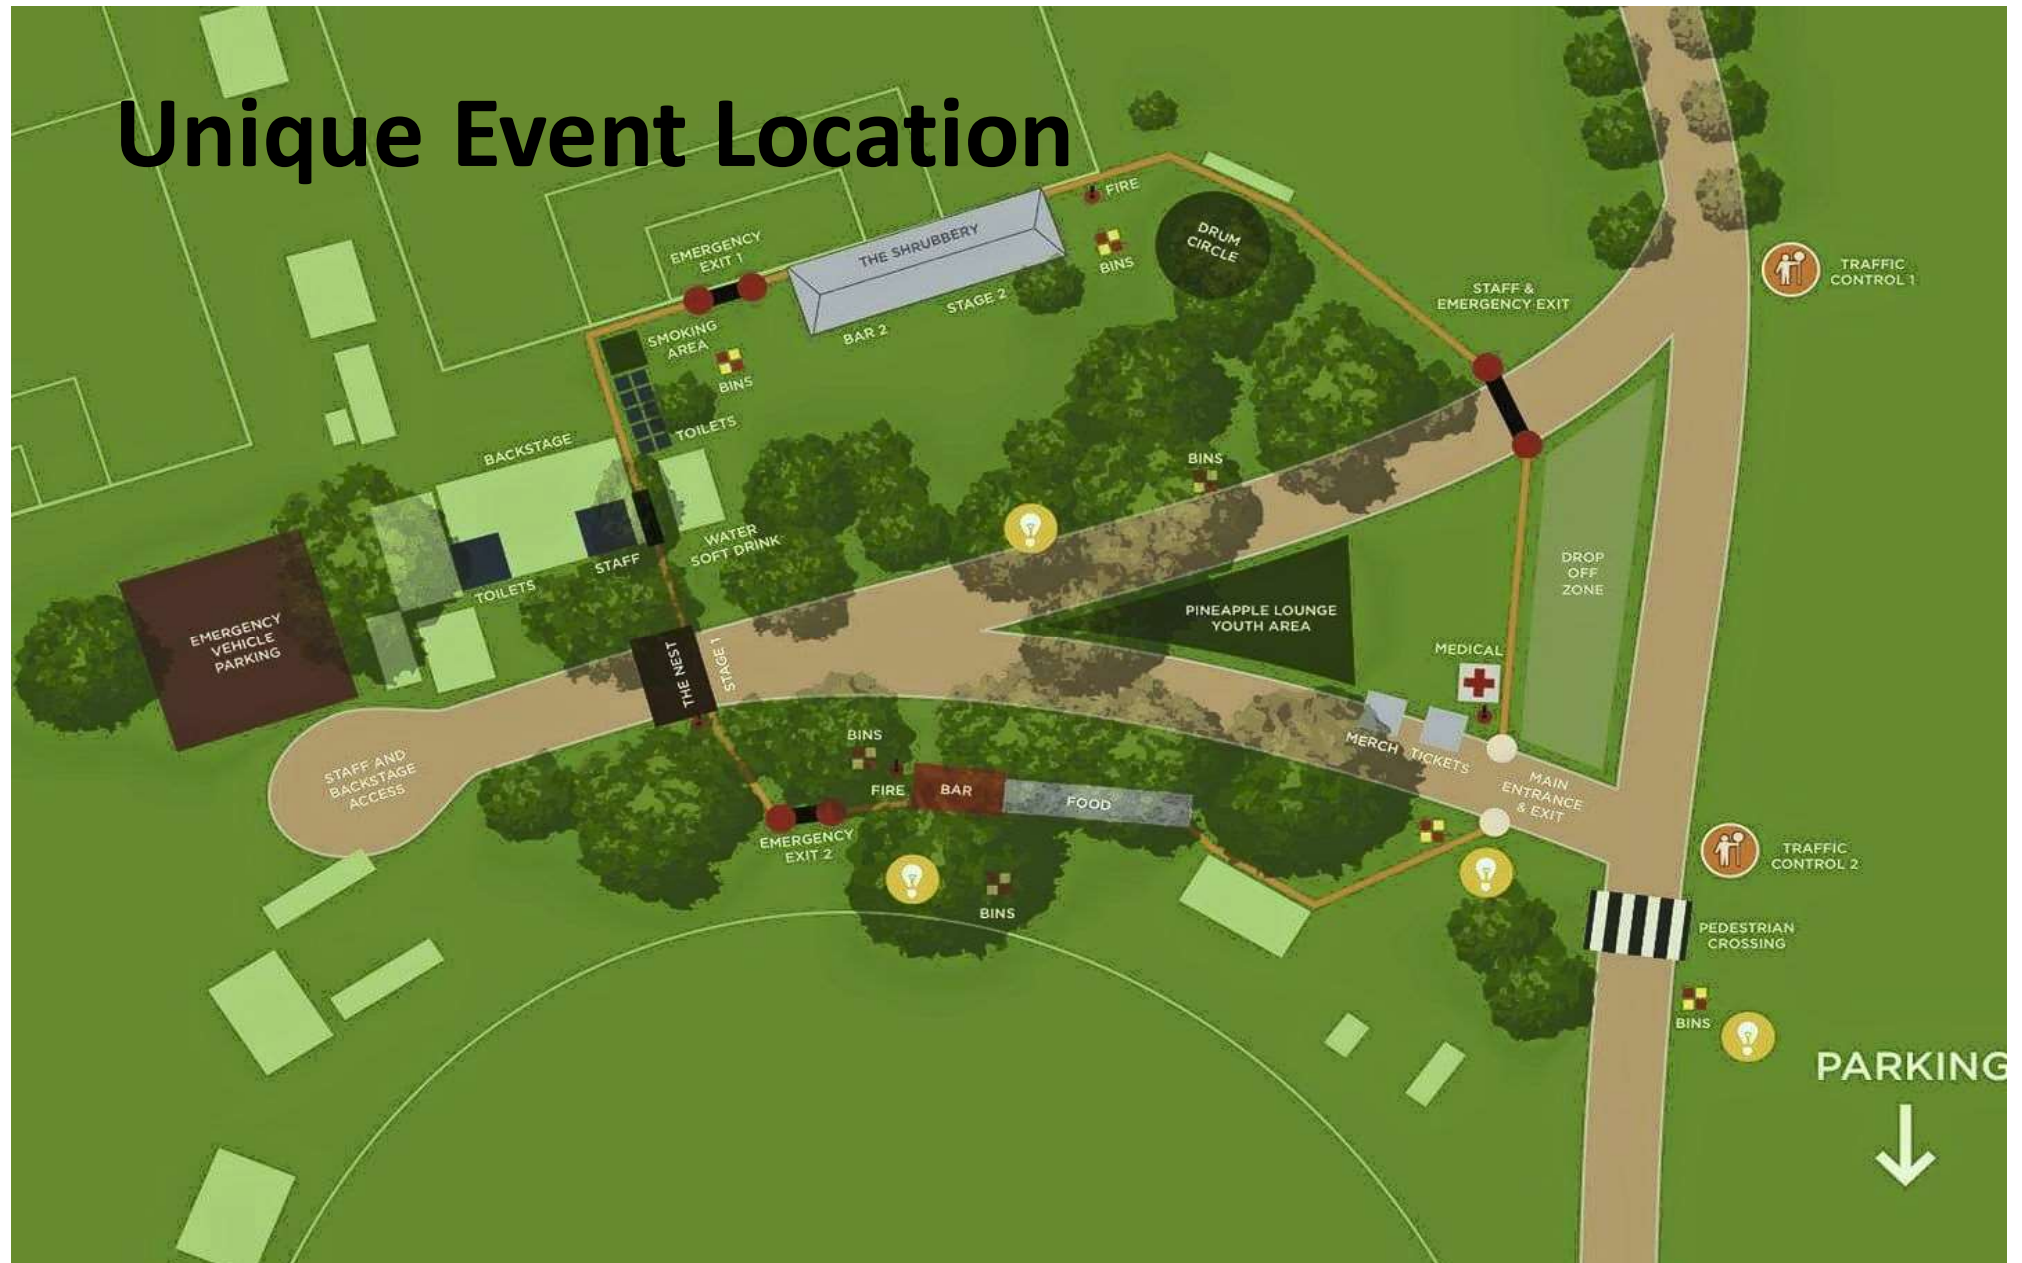 Unique Event Location
FIRE
DRUM
CIRCLE
EMERGENCY
EXIT 1
THE SHRUBBERY
BINS
STAGE 2
BAR 2
SMOKING
AREA
BINS
TOILETS
STAFF &
EMERGENCY EXIT
TRAFFIC
CONTROL 1
BACKSTAGE
WATER
SOFT DRINK
STAFF
TOILETS
BINS
EMERGENCY
VEHICLE
PARKING
THE NEST
STAGE 1
PINEAPPLE LOUNGE
YOUTH AREA
DROP
OFF
ZONE
MEDICAL
MERCH
TICKETS
MAIN
ENTRANCE
& EXIT
STAFF AND
BACKSTAGE
ACCESS
BINS
FIRE
BAR
FOOD
EMERGENCY
EXIT 2
BINS
TRAFFIC
CONTROL 2
PEDESTRIAN
CROSSING
BINS
PARKING